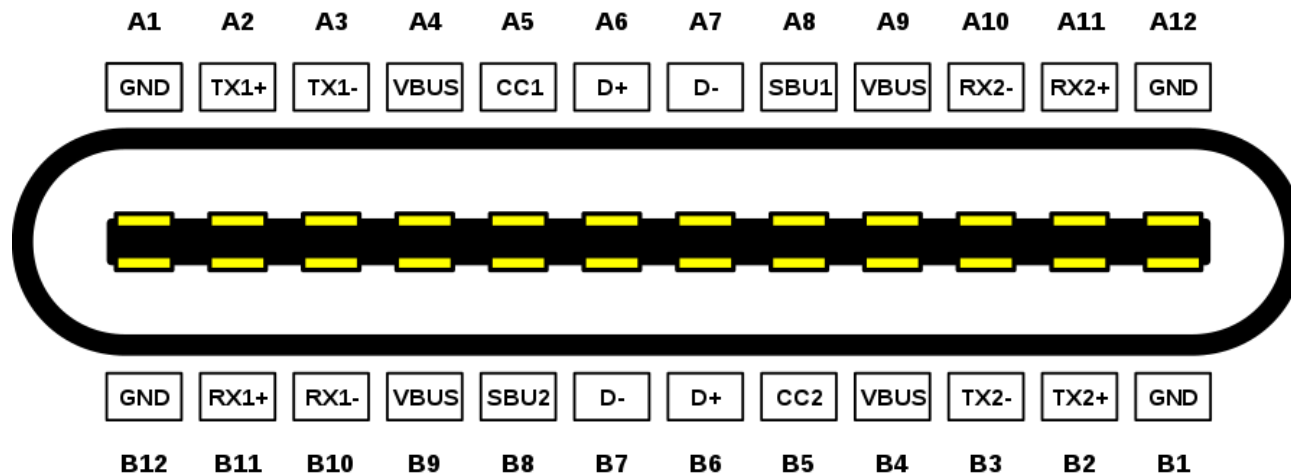 A1 A2 A3 A4 A5 A6 A7 A8 A9 A10 A11 A12
GND TX1+ TX1- VBUS CC1 D+ D- SBU1 VBUS RX2- RX2+ GND
GND RX1+ RX1- VBUS SBU2 D- D+ CC2 VBUS TX2- TX2+ GND
B12 B11 B10 B9 B8 B7 B6 B5 B4 B3 B2 B1